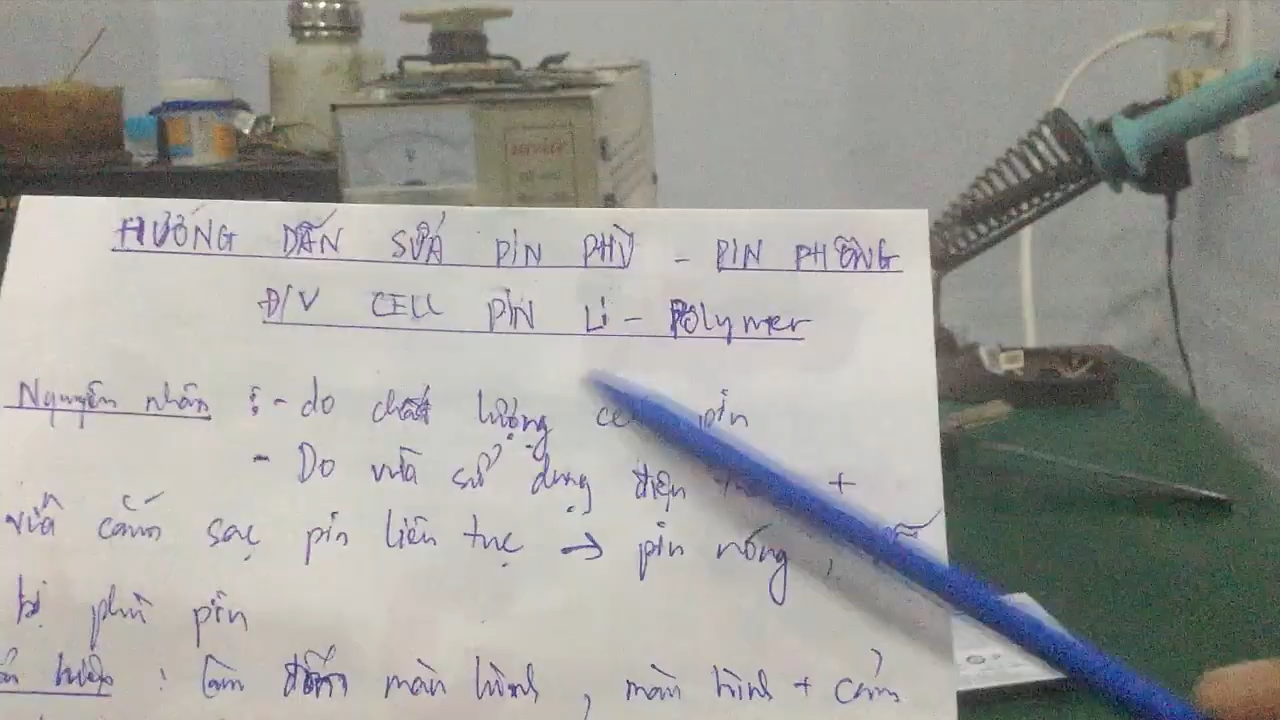 HƯỚNG DẪN SỬA PIN PHÙ - PIN PHỒNG
Đ/V CELL PIN Li - Polymer
Nguyên nhân : - do chất lượng cell pin
- Do vừa sử dụng điện +
vừa cắm sạc pin liên tục → pin nóng, dễ
bị phù pin
hiệu : Làm màn hình, màn hình + cảm